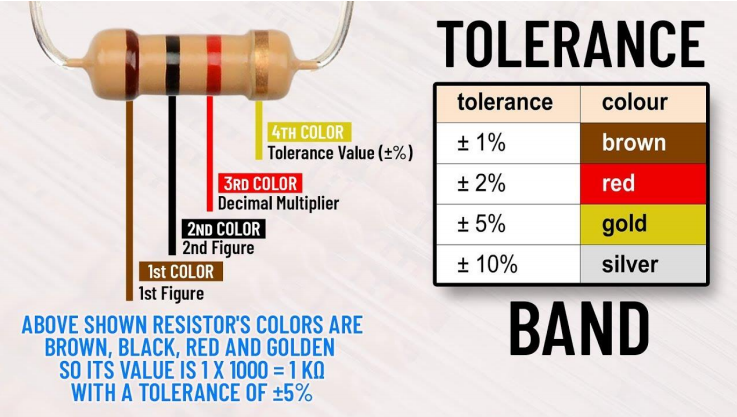 TOLERANCE
tolerance colour
± 1% brown
± 2% red
± 5% gold
± 10% silver
BAND
4TH COLOR
Tolerance Value (±%)
3RD COLOR
Decimal Multiplier
2ND COLOR
2nd Figure
1st COLOR
1st Figure
ABOVE SHOWN RESISTOR'S COLORS ARE
BROWN, BLACK, RED AND GOLDEN
SO ITS VALUE IS 1 X 1000 = 1 KΩ
WITH A TOLERANCE OF ±5%